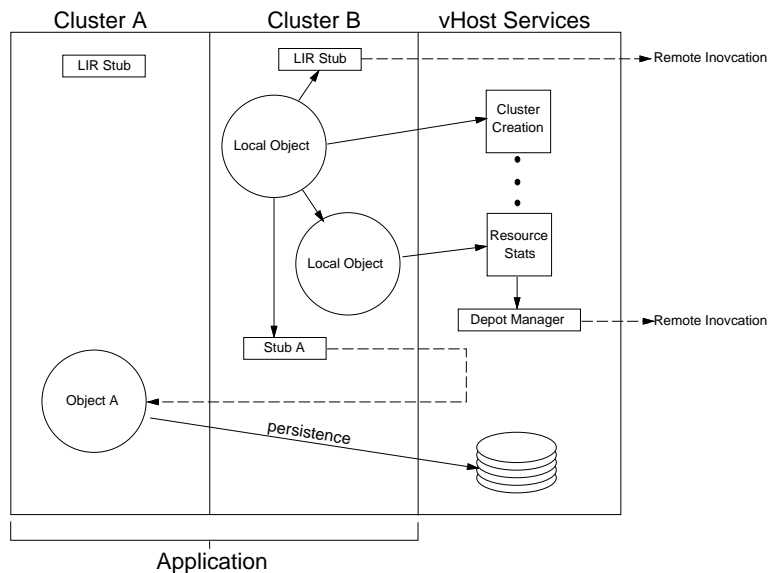 Cluster A
Cluster B
vHost Services
LIR Stub
LIR Stub
Remote Inovcation
Cluster
Creation
Local Object
Local Object
Resource
Stats
Depot Manager
Remote Inovcation
Stub A
Object A
persistence
Application